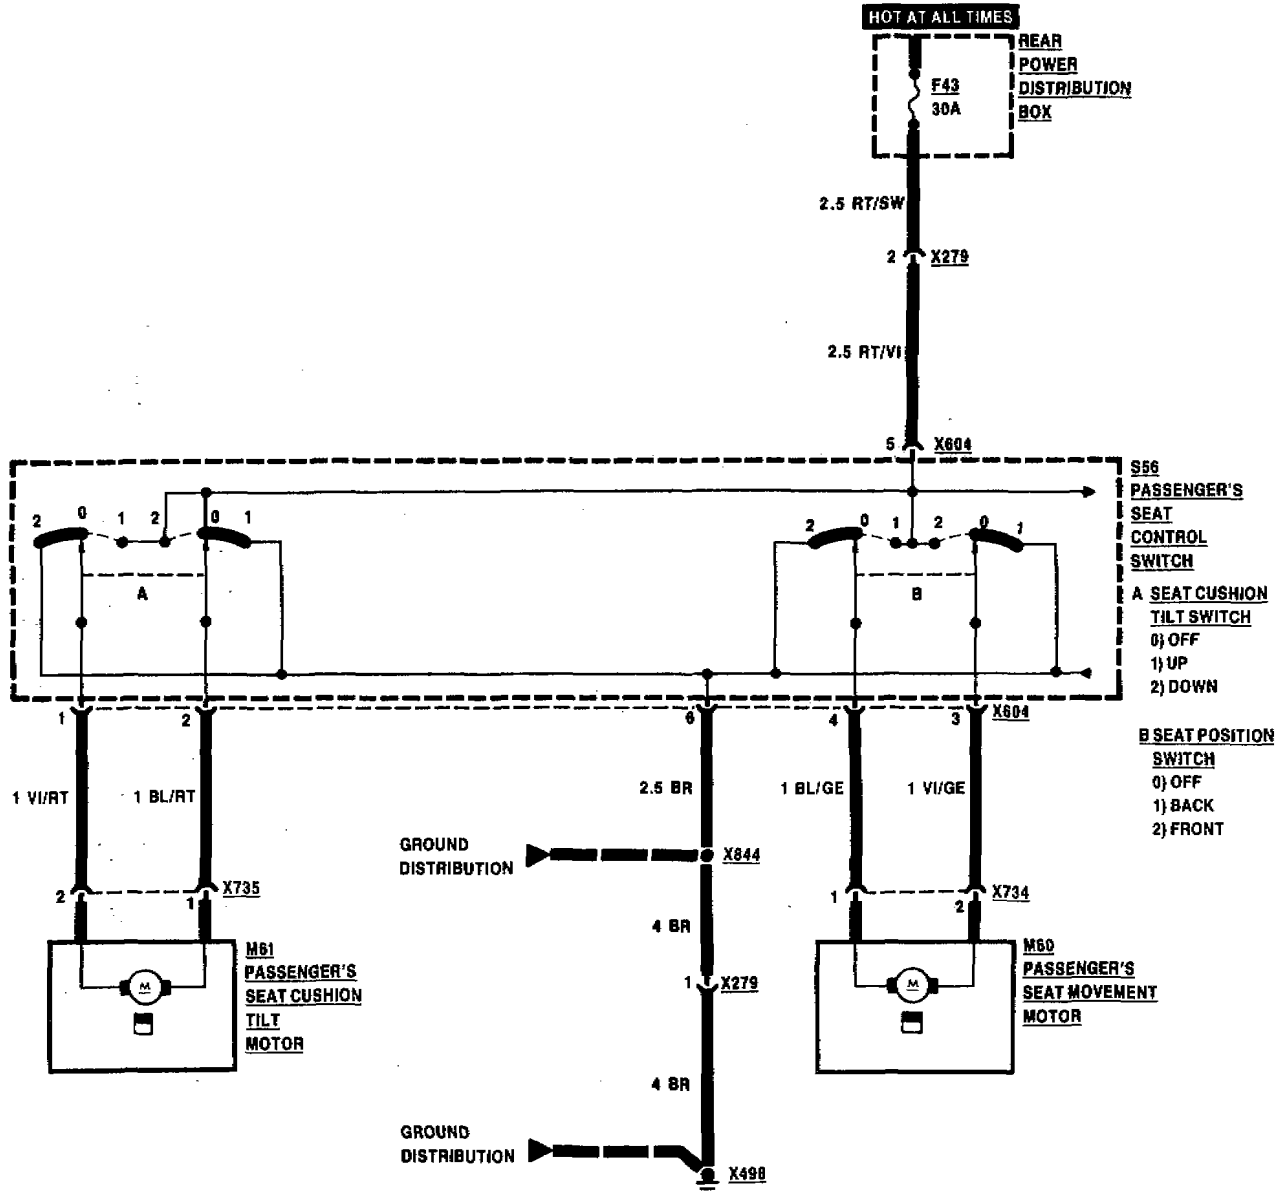 HOT AT ALL TIMES
REAR
POWER
DISTRIBUTION
BOX
F43
30A
2.5 RT/SW
2 X279
2.5 RT/VI
5 X604
S56
PASSENGER'S
SEAT
CONTROL
SWITCH
2 0 1 2 0 1
2 0 1 2 0 1
A
B
A SEAT CUSHION
TILT SWITCH
0) OFF
1) UP
2) DOWN
1 2 6 4 3 X604
B SEAT POSITION
SWITCH
0) OFF
1) BACK
2) FRONT
1 VI/RT
1 BL/RT
2.5 BR
1 BL/GE
1 VI/GE
GROUND
DISTRIBUTION
X844
2 1 X735
1 2 X734
4 BR
M61
PASSENGER'S
SEAT CUSHION
TILT
MOTOR
M
1 X279
M60
PASSENGER'S
SEAT MOVEMENT
MOTOR
M
4 BR
GROUND
DISTRIBUTION
X498